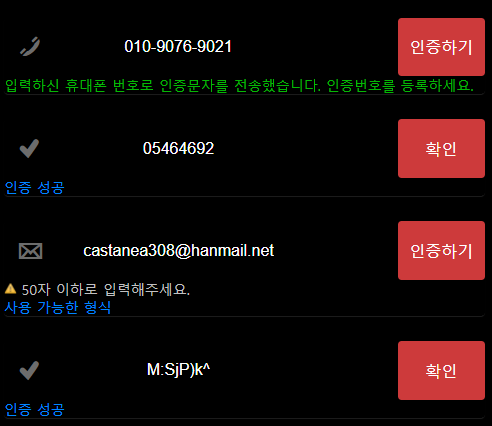 010-9076-9021
인증하기
입력하신 휴대폰 번호로 인증문자를 전송했습니다. 인증번호를 등록하세요.
05464692
확인
인증 성공
castanea308@hanmail.net
인증하기
50자 이하로 입력해주세요.
사용 가능한 형식
M:SjP)k^
확인
인증 성공